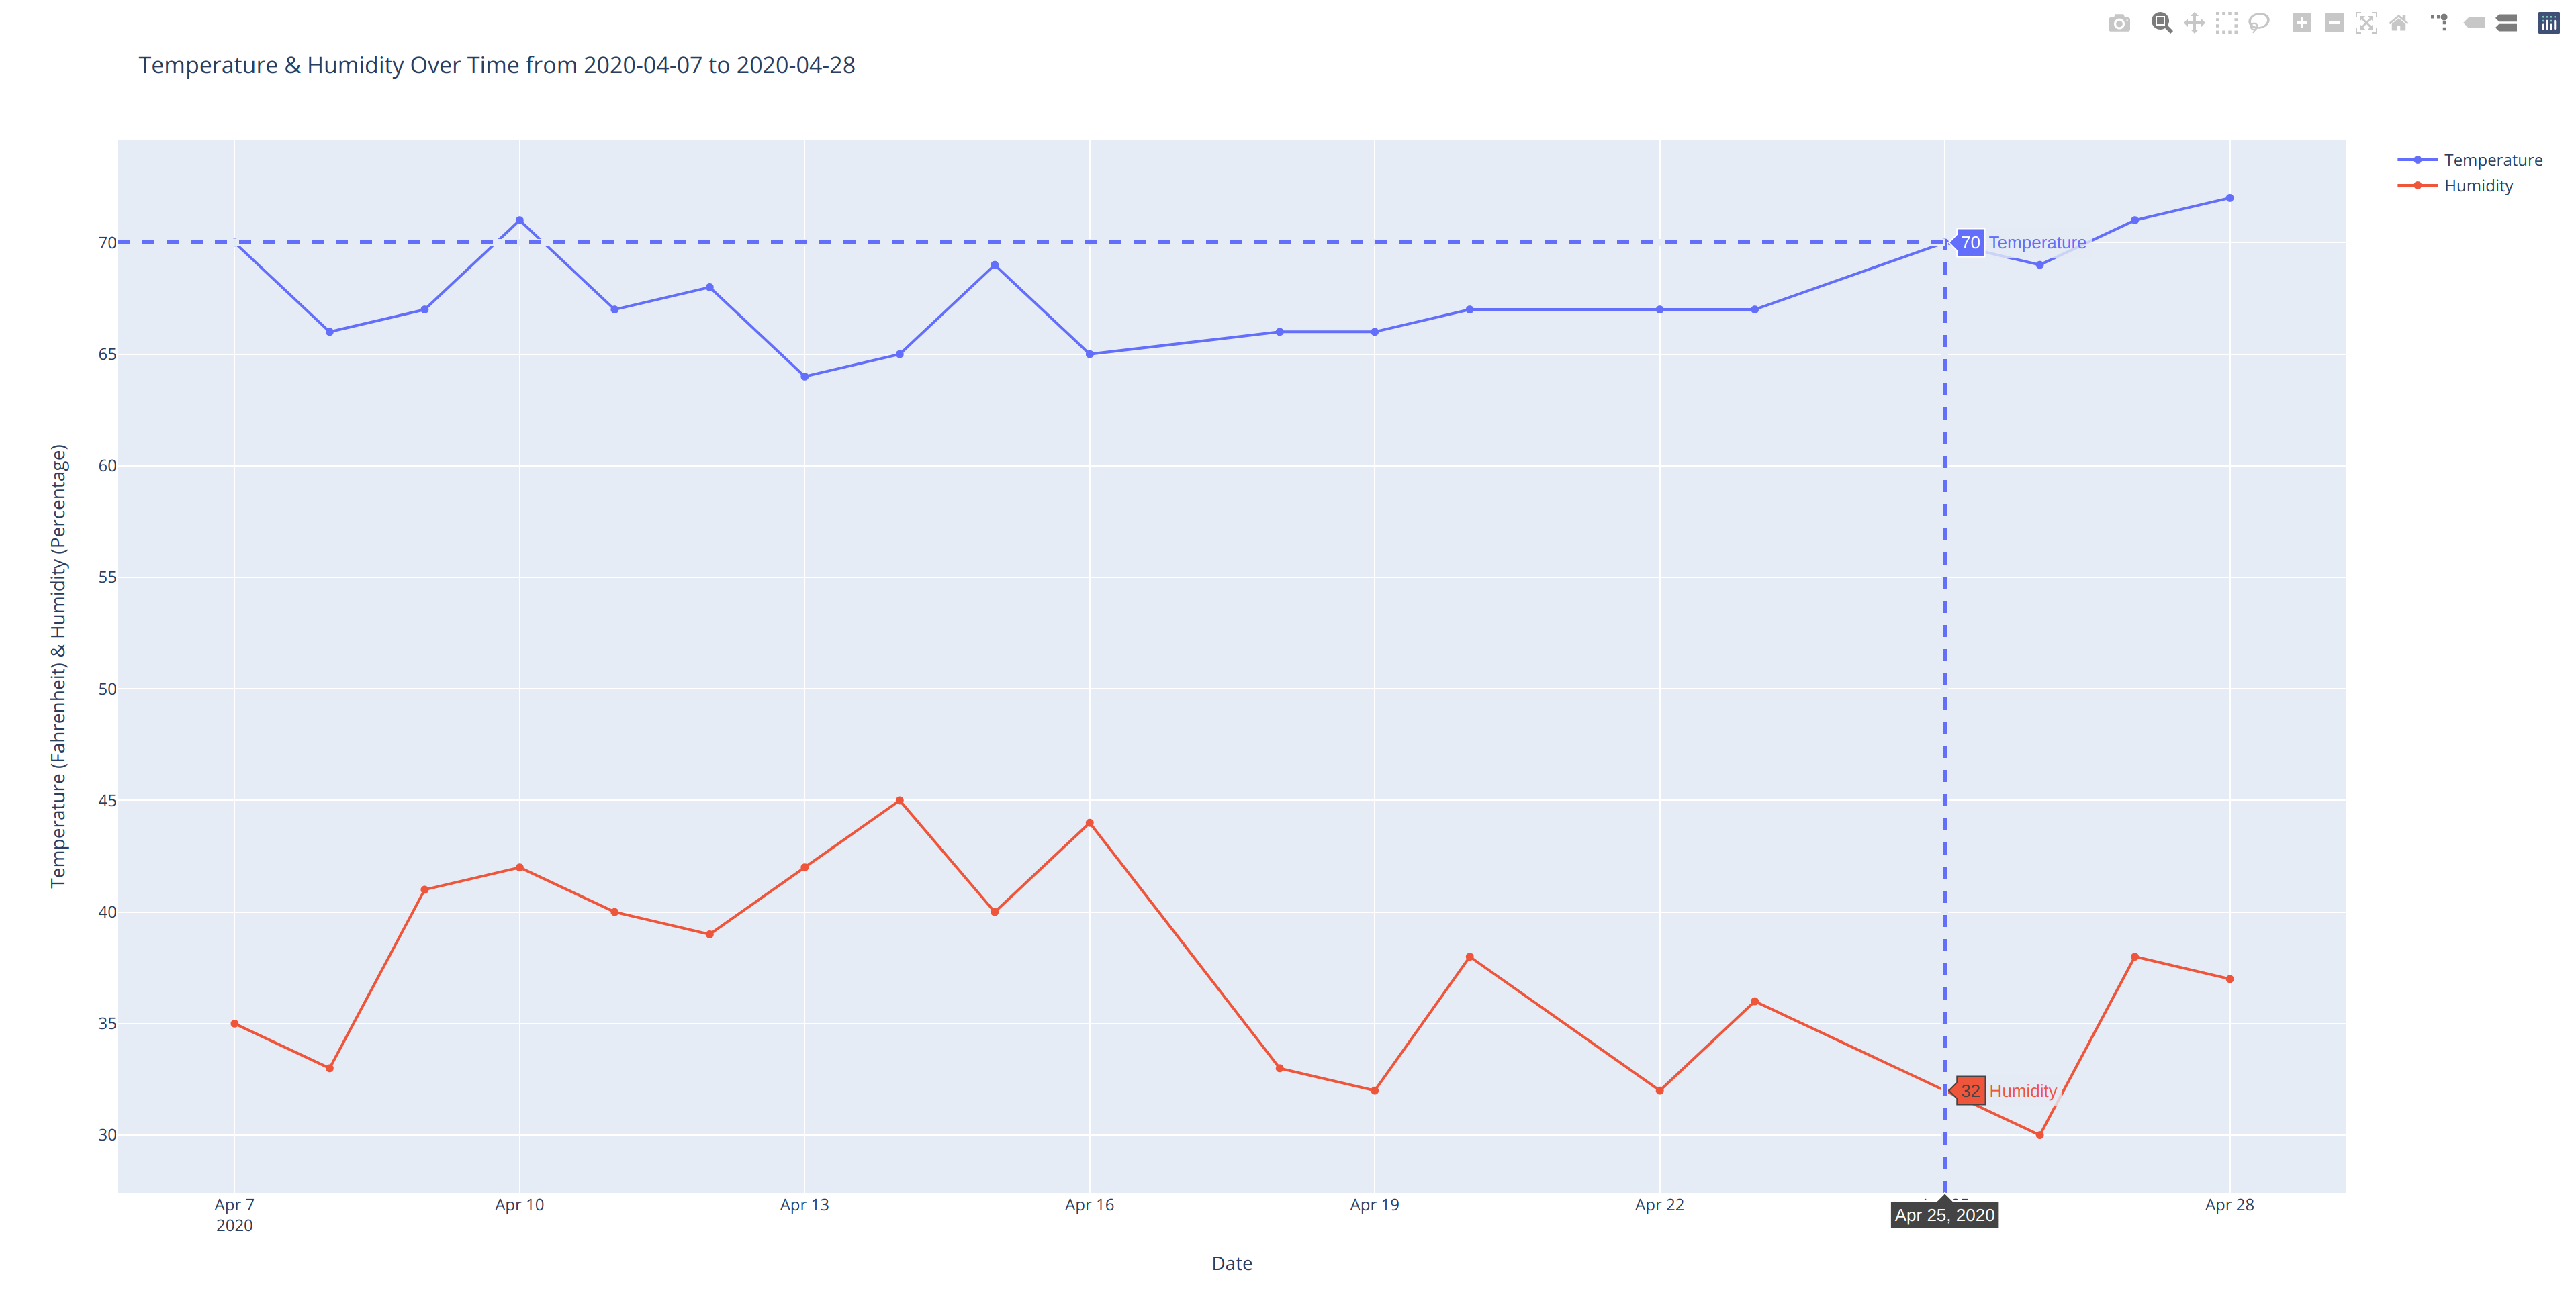 Temperature & Humidity Over Time from 2020-04-07 to 2020-04-28
Temperature
Humidity
70
65
60
55
50
45
40
35
30
Temperature (Fahrenheit) & Humidity (Percentage)
70 Temperature
32 Humidity
Apr 7 Apr 10 Apr 13 Apr 16 Apr 19 Apr 22 Apr 28
2020
Apr 25, 2020
Date